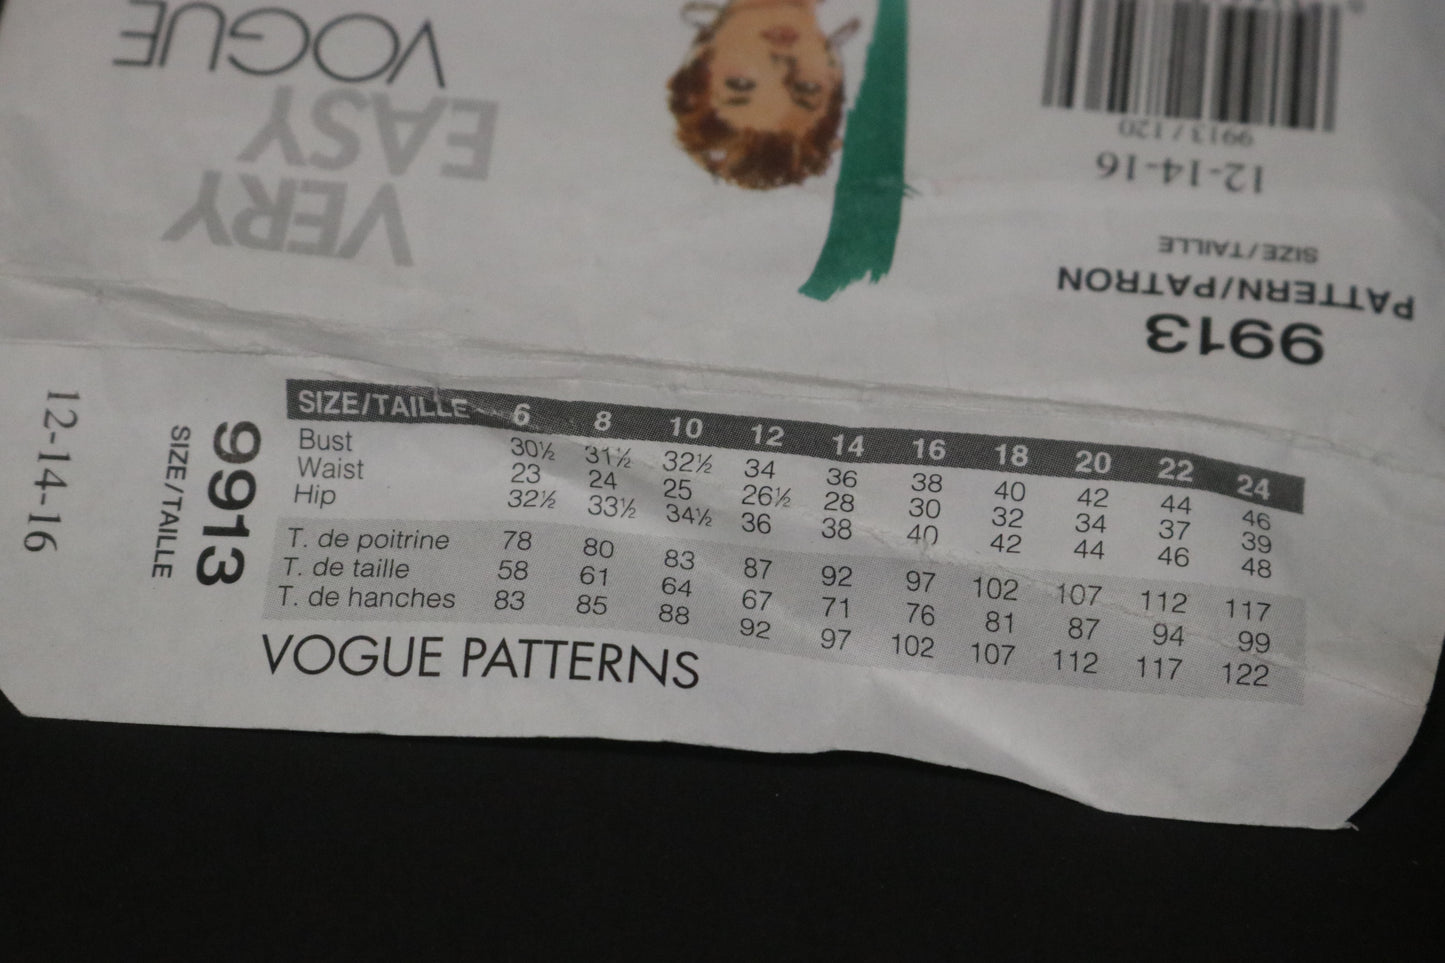 VOGUE
EASY
VERY
9913 / 120
12-14-16
SIZE/TAILLE
PATTERN/PATRON
9913
12-14-16
SIZE/TAILLE
9913
SIZE/TAILLE 6 8 10 12 14 16 18 20 22 24
Bust 30½ 31½ 32½ 34 36 38 40 42 44 46
Waist 23 24 25 26½ 28 30 32 34 37 39
Hip 32½ 33½ 34½ 36 38 40 42 44 46 48
T. de poitrine 78 80 83 87 92 97 102 107 112 117
T. de taille 58 61 64 67 71 76 81 87 94 99
T. de hanches 83 85 88 92 97 102 107 112 117 122
VOGUE PATTERNS